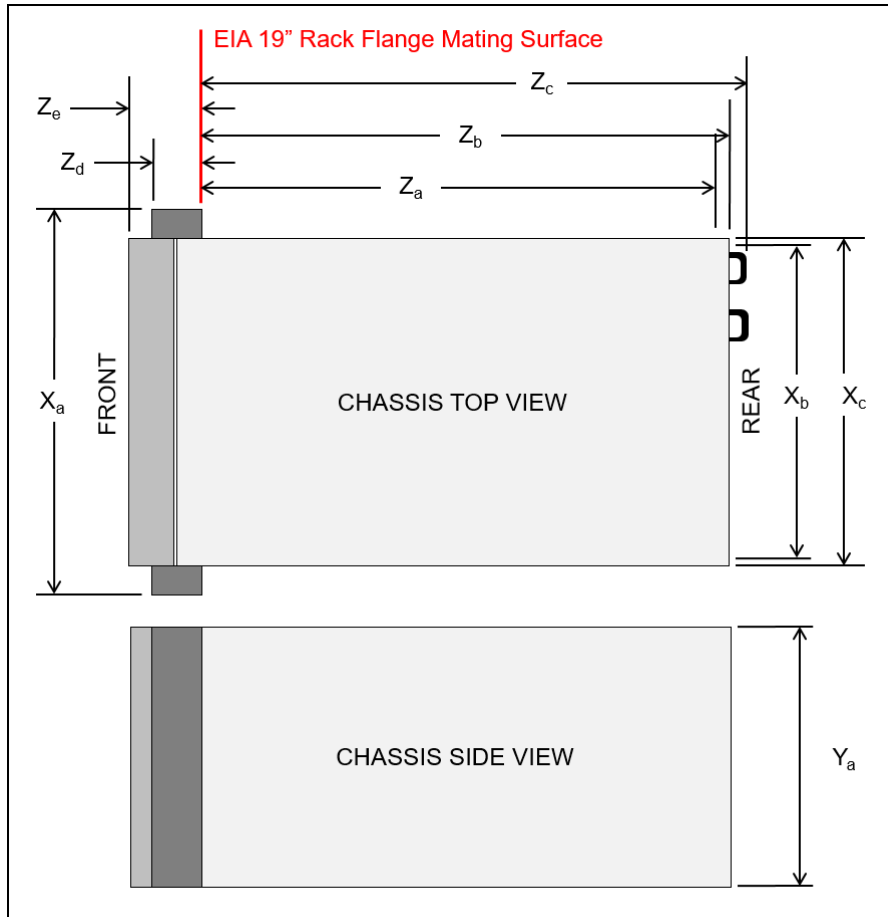 EIA 19” Rack Flange Mating Surface
Zc
Ze
Zb
Zd
Za
FRONT
CHASSIS TOP VIEW
REAR
Xa
Xb
Xc
CHASSIS SIDE VIEW
Ya